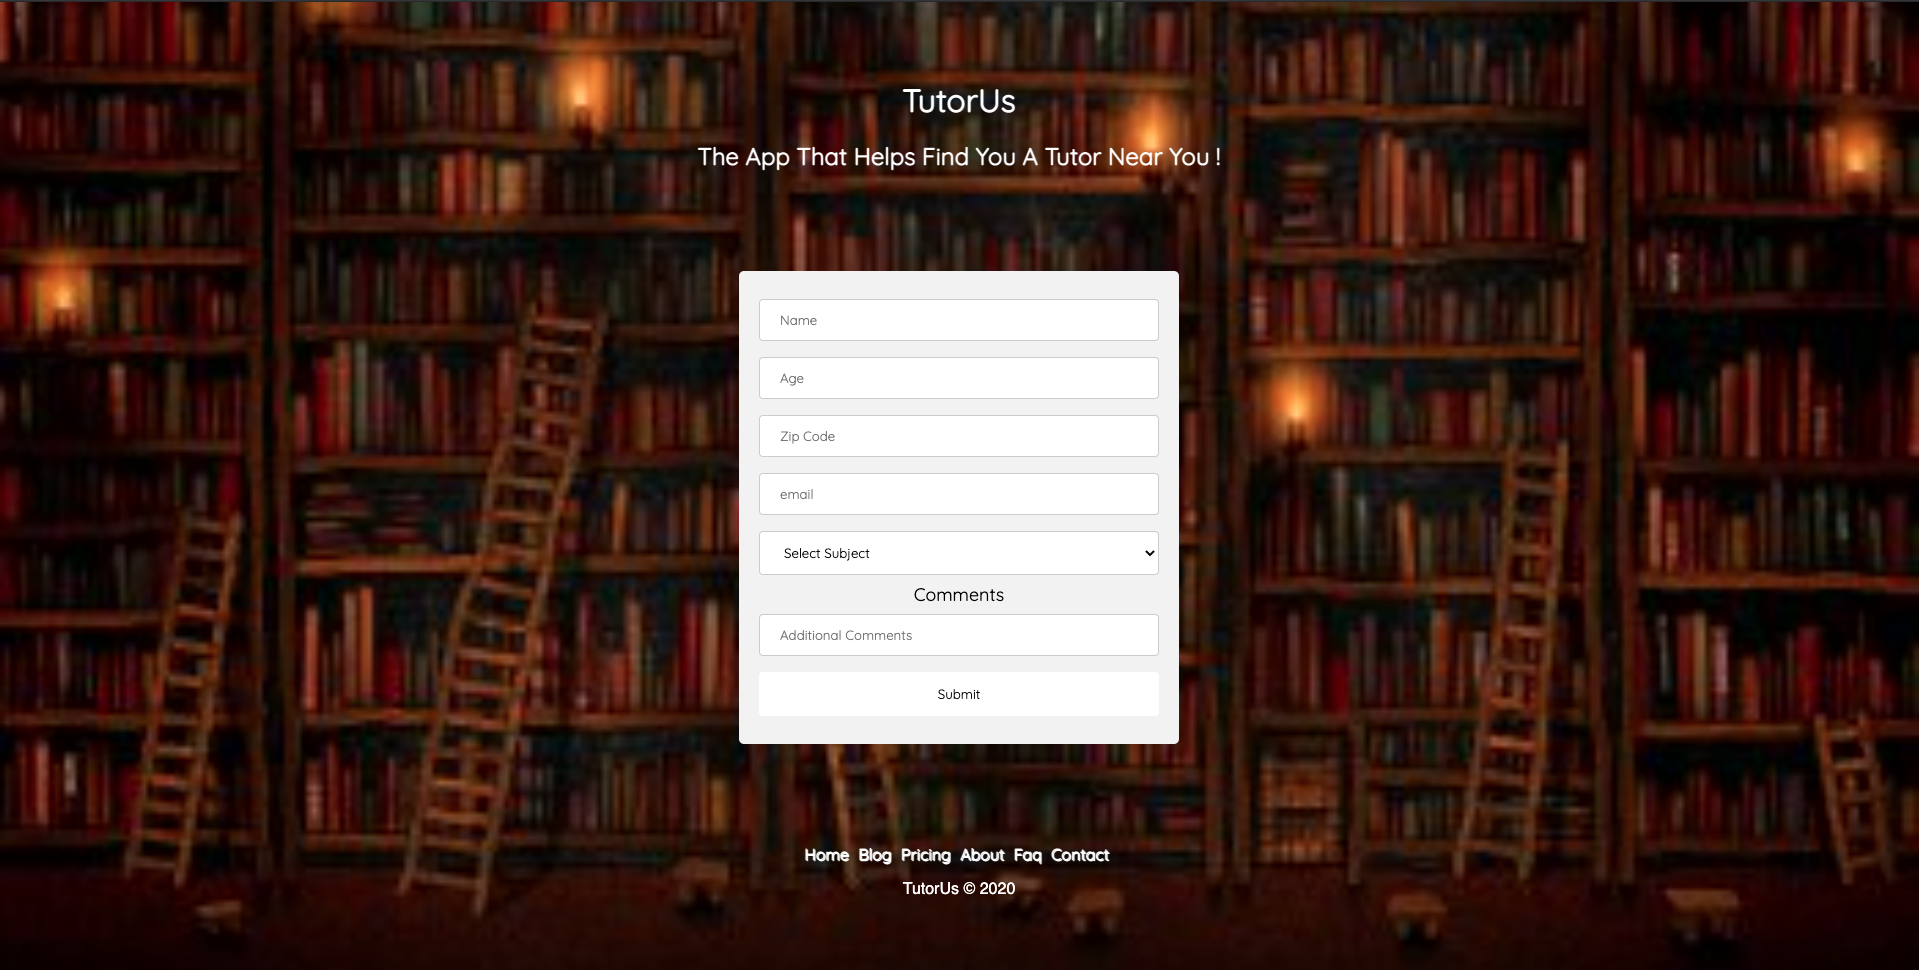 TutorUs
The App That Helps Find You A Tutor Near You !
Name
Age
Zip Code
email
Select Subject
Comments
Additional Comments
Submit
Home Blog Pricing About Faq Contact
TutorUs © 2020